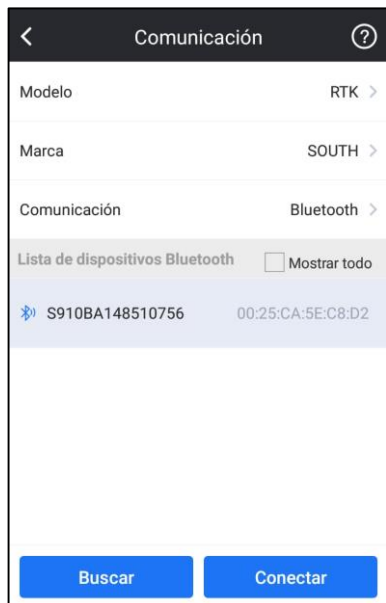 Comunicación ?
Modelo RTK
Marca SOUTH
Comunicación Bluetooth
Lista de dispositivos Bluetooth Mostrar todo
S910BA148510756 00:25:CA:5E:C8:D2
Buscar Conectar